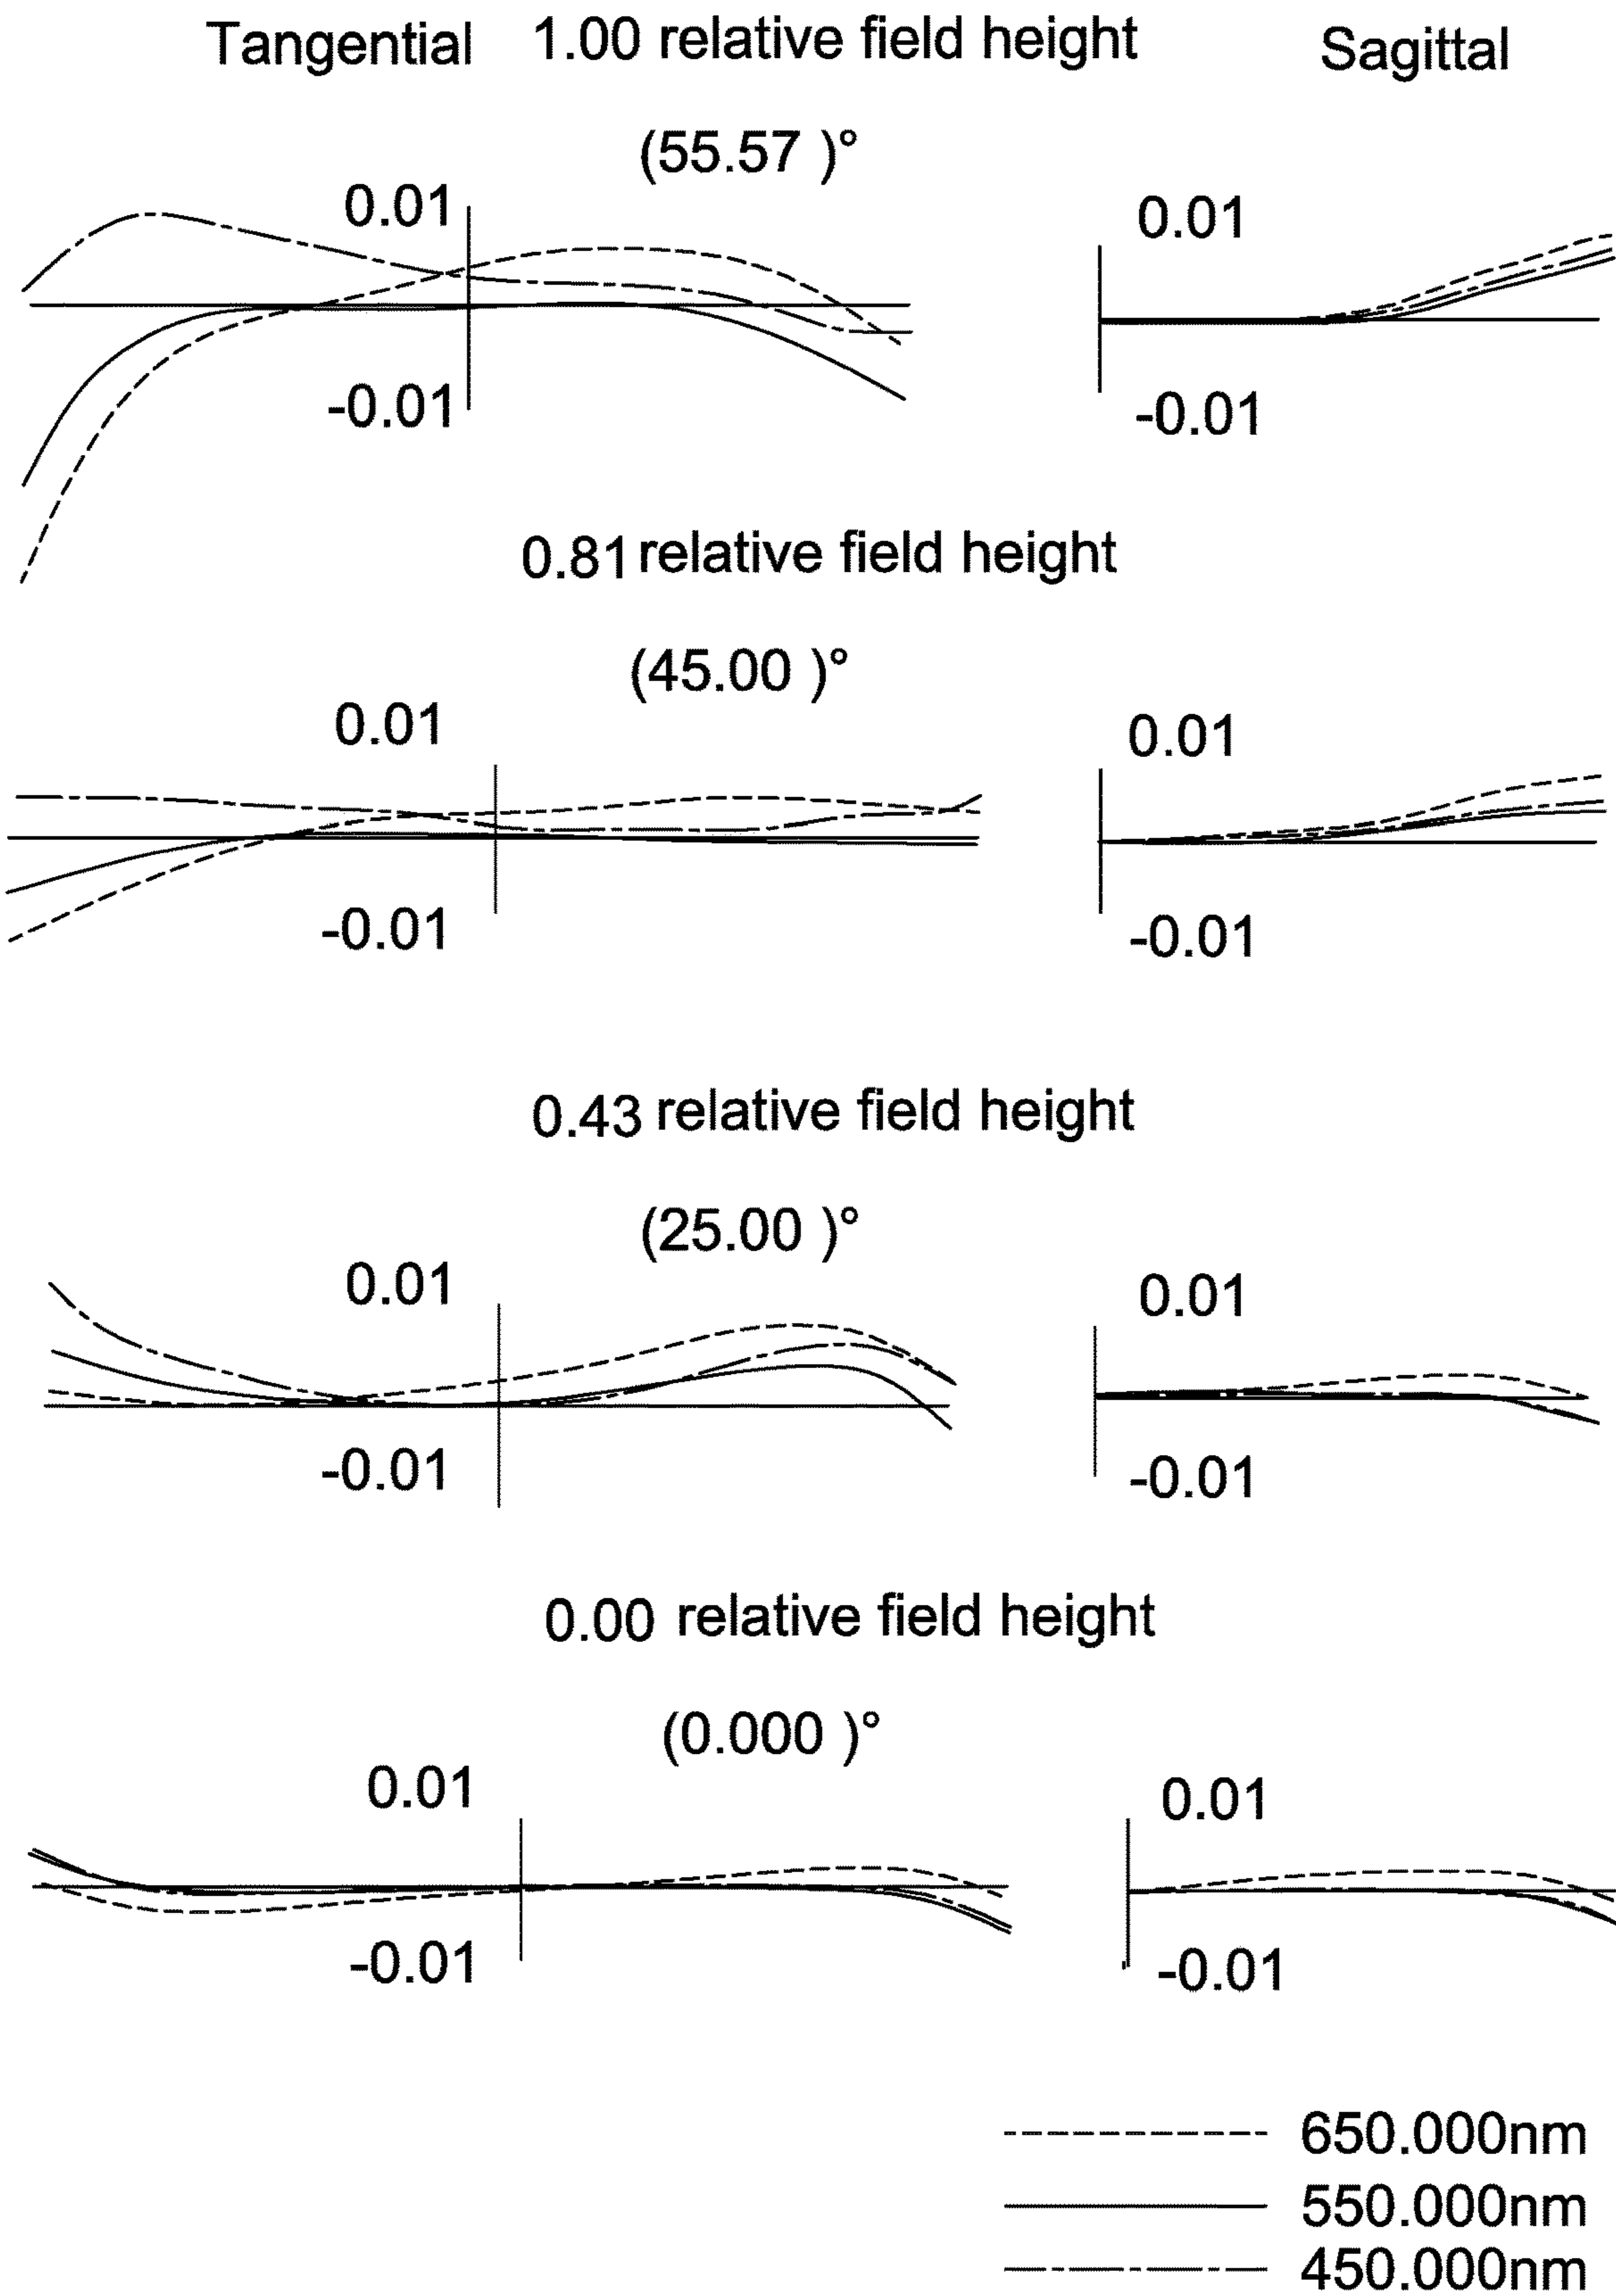 Tangential 1.00 relative field height Sagittal
(55.57 )°
0.01 0.01
-0.01 -0.01
0.81 relative field height
(45.00 )°
0.01 0.01
-0.01 -0.01
0.43 relative field height
(25.00 )°
0.01 0.01
-0.01 -0.01
0.00 relative field height
(0.000 )°
0.01 0.01
-0.01 -0.01
650.000nm
550.000nm
450.000nm